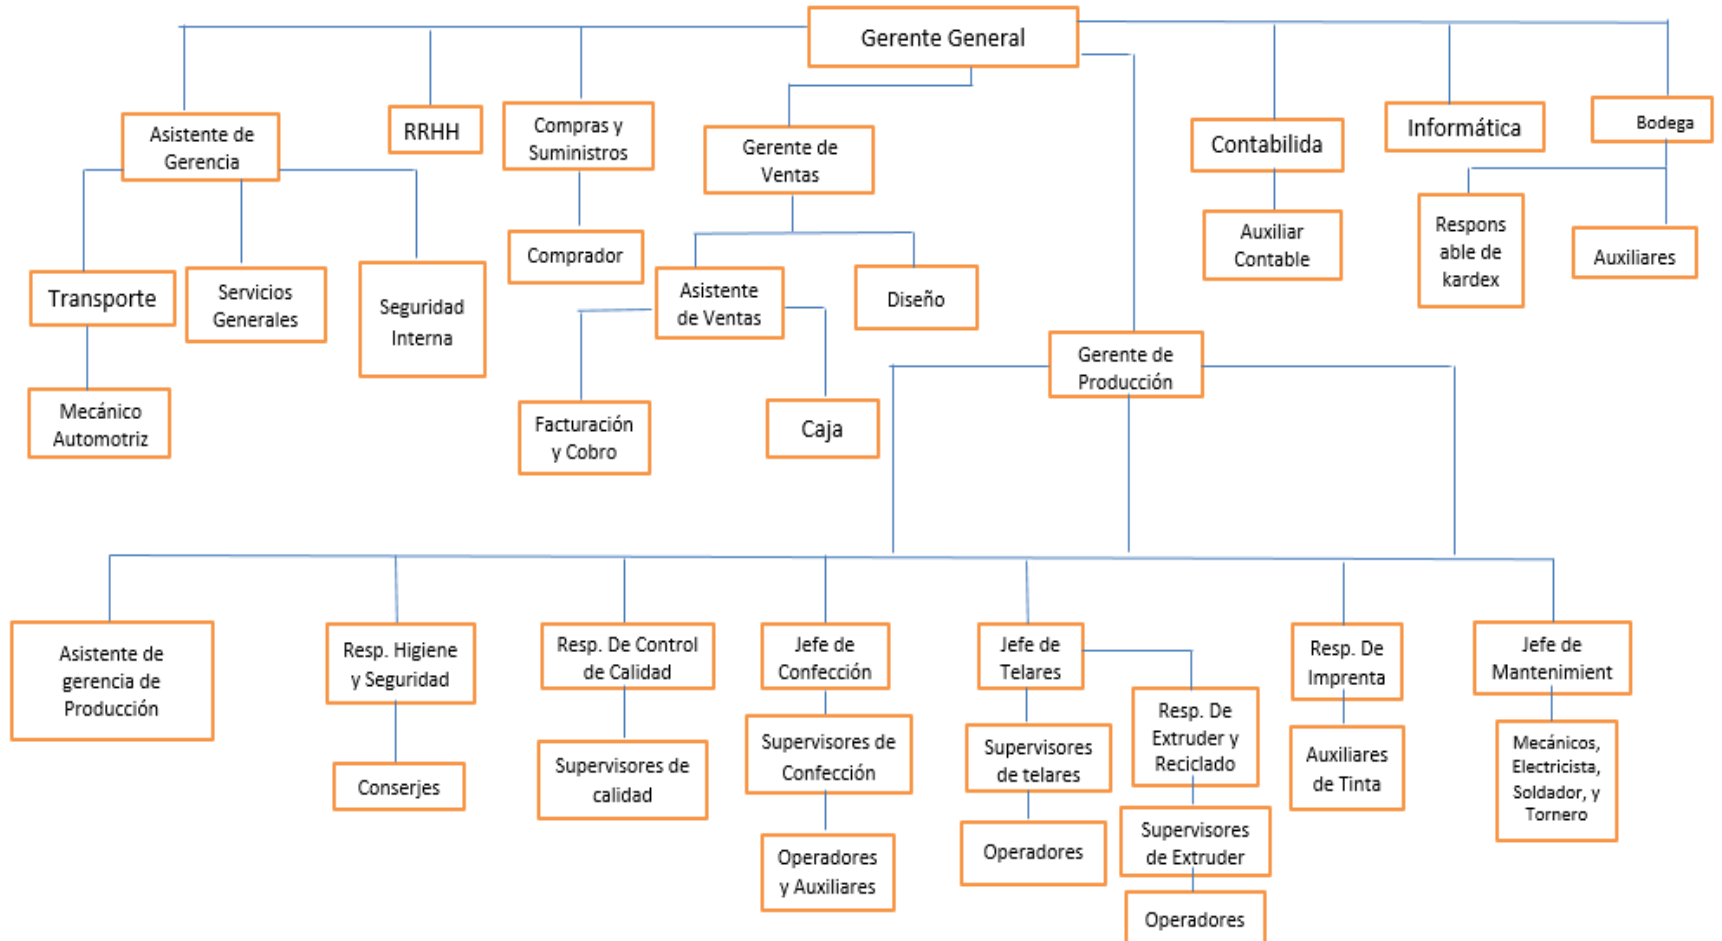 Gerente General
Asistente de
Gerencia
RRHH
Compras y
Suministros
Gerente de
Ventas
Contabilida
Informática
Bodega
Transporte
Servicios
Generales
Seguridad
Interna
Comprador
Asistente
de Ventas
Diseño
Auxiliar
Contable
Respons
able de
kardex
Auxiliares
Mecánico
Automotriz
Facturación
y Cobro
Caja
Gerente de
Producción
Asistente de
gerencia de
Producción
Resp. Higiene
y Seguridad
Resp. De Control
de Calidad
Jefe de
Confección
Jefe de
Telares
Resp. De
Imprenta
Jefe de
Mantenimient
Conserjes
Supervisores de
calidad
Supervisores de
Confección
Supervisores
de telares
Resp. De
Extruder y
Reciclado
Auxiliares
de Tinta
Mecánicos,
Electricista,
Soldador, y
Tornero
Operadores
y Auxiliares
Operadores
Supervisores
de Extruder
Operadores